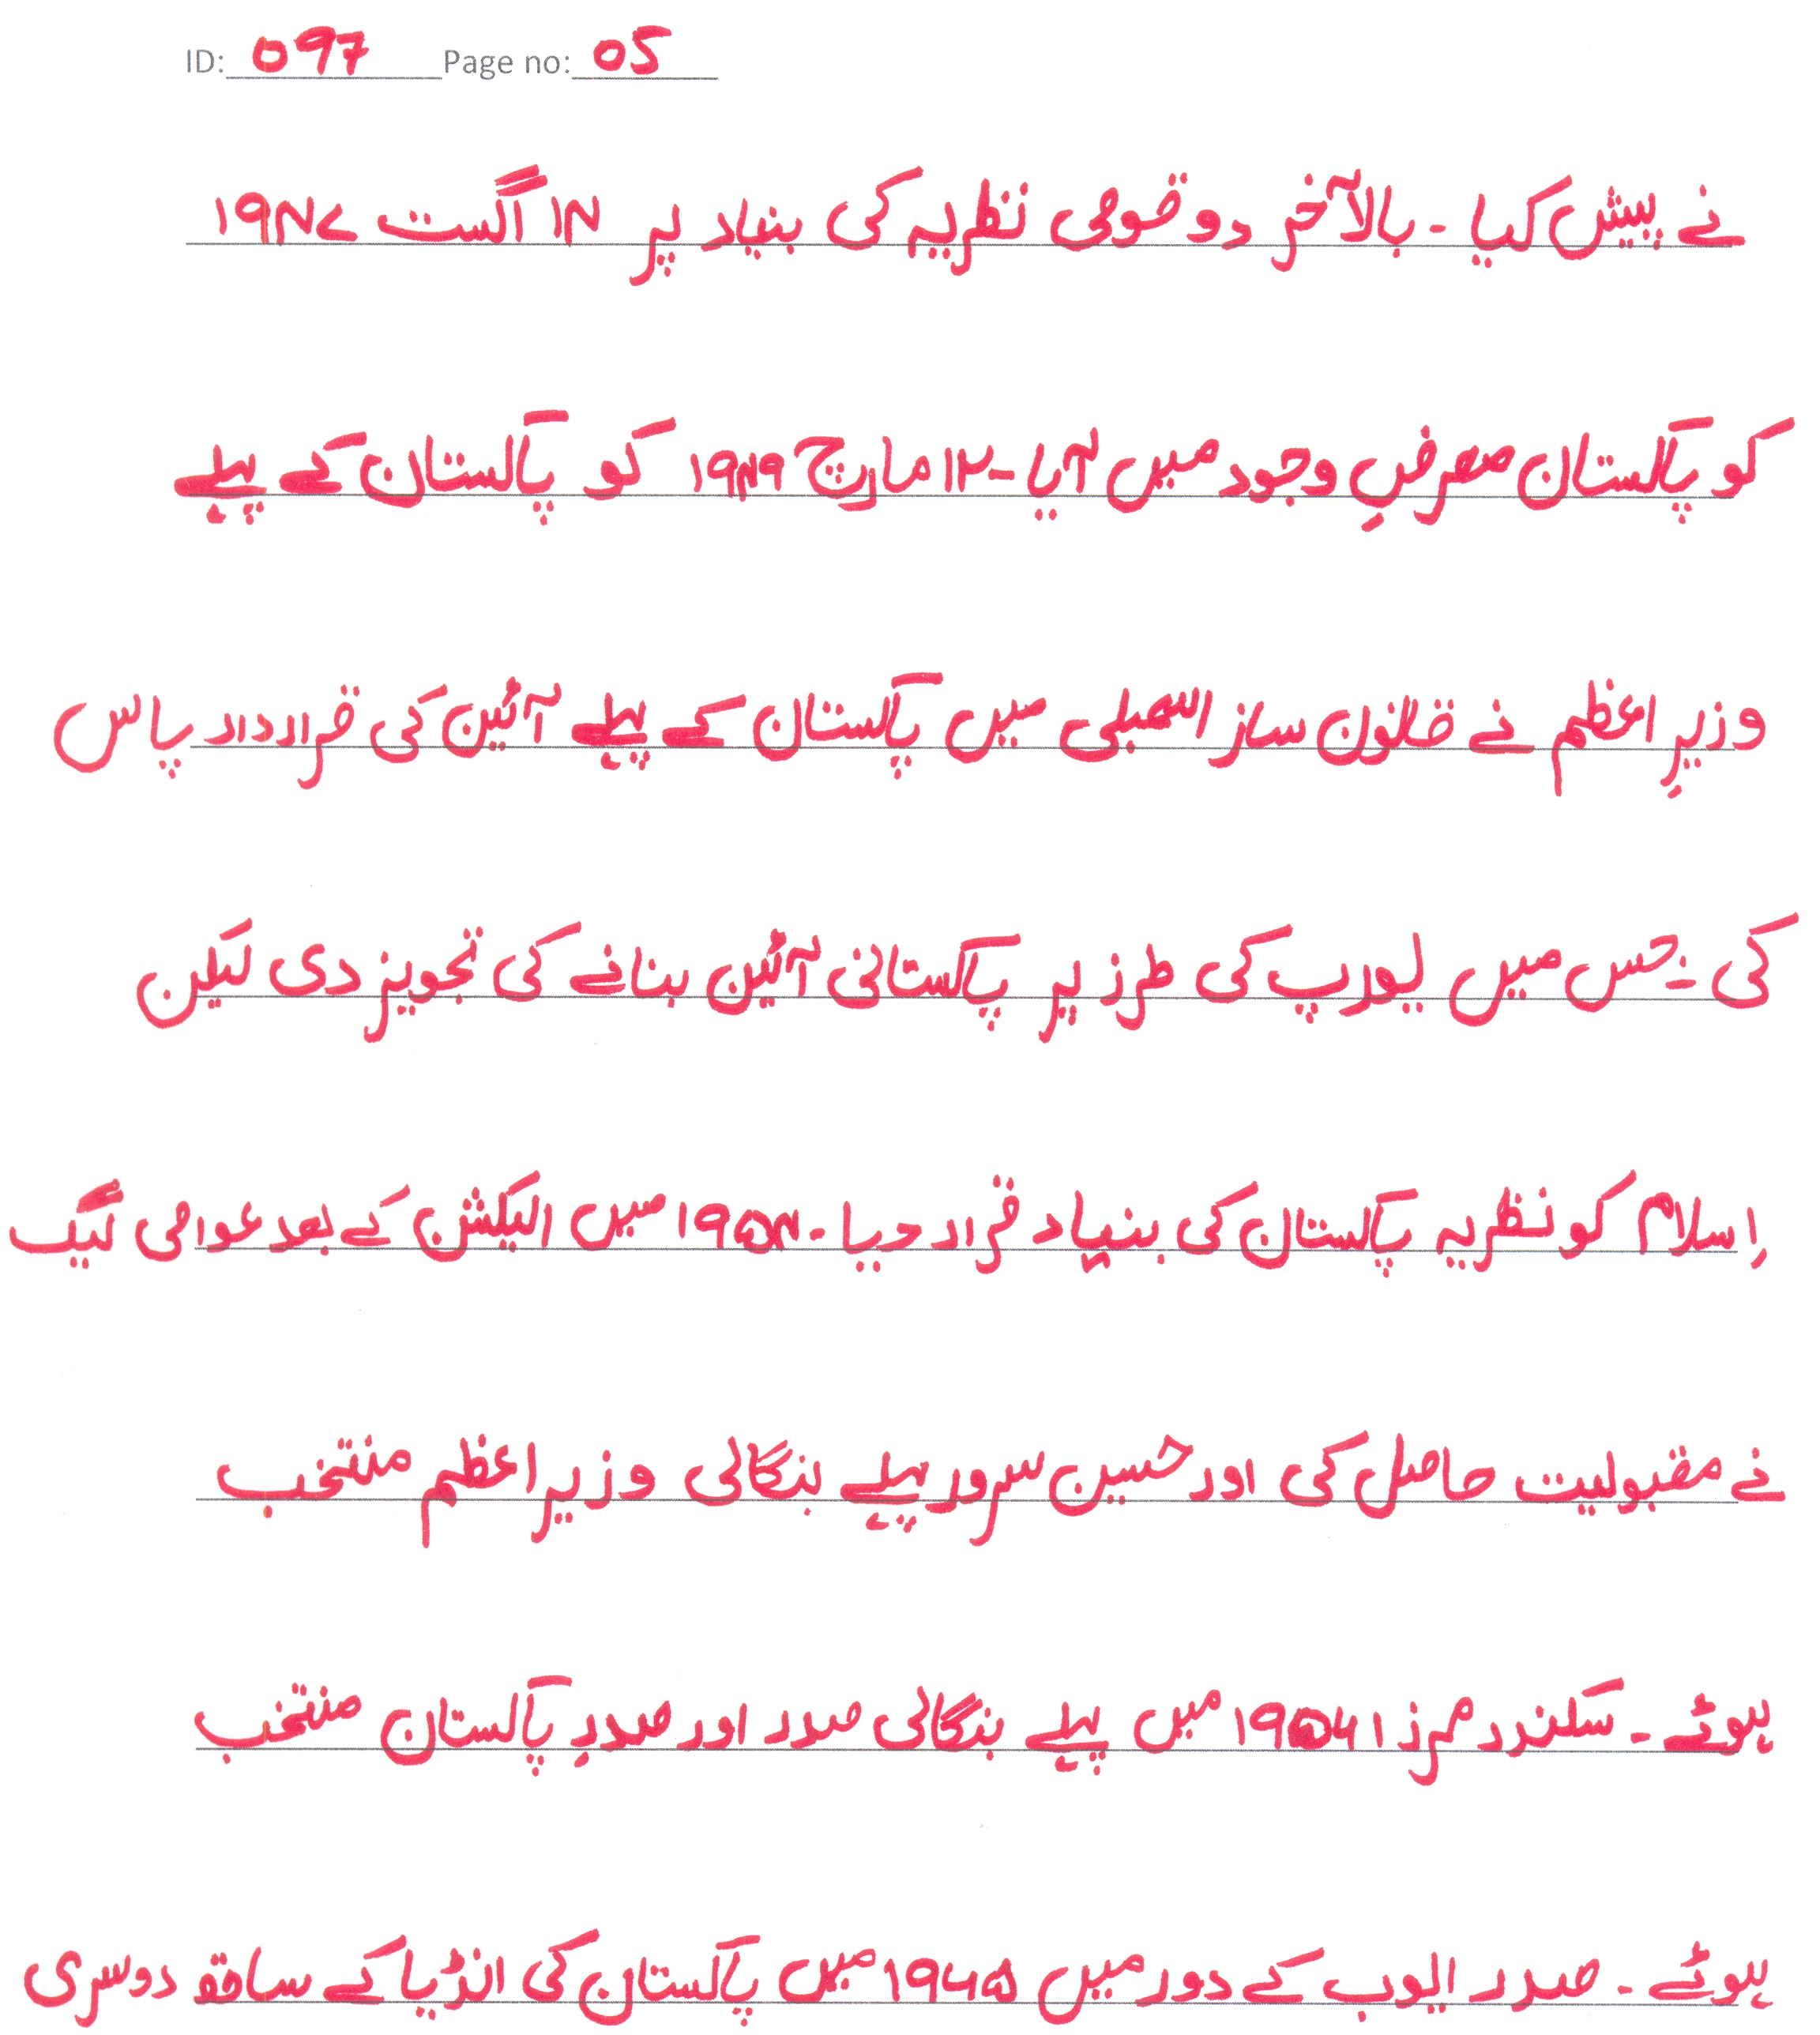 ID: 097 Page no: 05
نے پیش کیا ۔ بالآخر دو قومی نظریہ کی بنیاد پر ۱۴ اگست ۱۹۴۷
کو پاکستان معرضِ وجود میں آیا ۔ ۱۲ مارچ ۱۹۴۹ کو پاکستان کے پہلے
وزیرِ اعظم نے قانون ساز اسمبلی میں پاکستان کے پہلے آئین کی قرارداد پاس
کی ۔ جس میں یورپ کی طرز پر پاکستانی آئین بنانے کی تجویز دی لیکن
اِسلام کو نظریہ پاکستان کی بنیاد قرار دیا ۔ ۱۹۵۴ میں الیکشن کے بعد عوامی لیگ
نے مقبولیت حاصل کی اور حسین سرور پہلے بنگالی وزیر اعظم منتخب
ہوئے ۔ سکندر مرزا ۱۹۵۶ میں پہلے بنگالی صدر اور صدرِ پاکستان منتخب
ہوئے ۔ صدر ایوب کے دور میں ۱۹۶۵ میں پاکستان کی انڈیا کے ساتھ دوسری